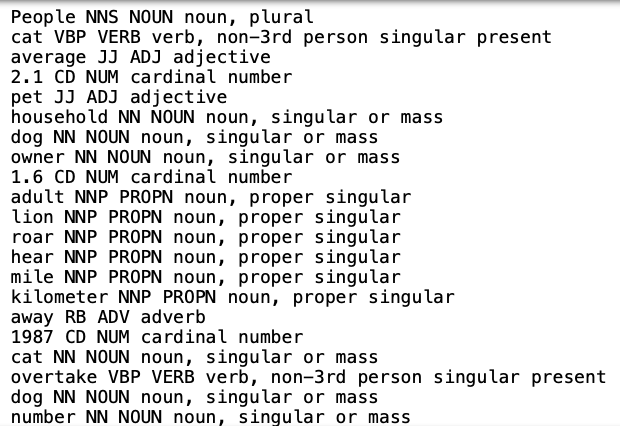 People NNS NOUN noun, plural
cat VBP VERB verb, non-3rd person singular present
average JJ ADJ adjective
2.1 CD NUM cardinal number
pet JJ ADJ adjective
household NN NOUN noun, singular or mass
dog NN NOUN noun, singular or mass
owner NN NOUN noun, singular or mass
1.6 CD NUM cardinal number
adult NNP PROPN noun, proper singular
lion NNP PROPN noun, proper singular
roar NNP PROPN noun, proper singular
hear NNP PROPN noun, proper singular
mile NNP PROPN noun, proper singular
kilometer NNP PROPN noun, proper singular
away RB ADV adverb
1987 CD NUM cardinal number
cat NN NOUN noun, singular or mass
overtake VBP VERB verb, non-3rd person singular present
dog NN NOUN noun, singular or mass
number NN NOUN noun, singular or mass